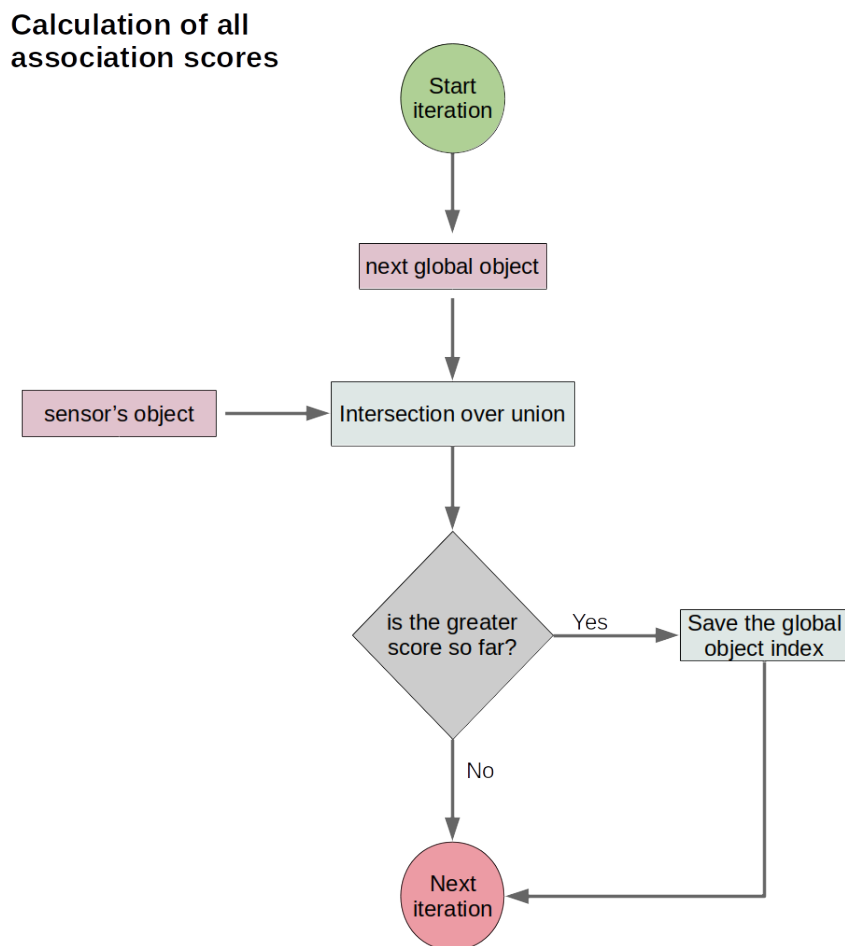 Calculation of all
association scores
Start
iteration
next global object
sensor's object
Intersection over union
is the greater
score so far?
Yes
Save the global
object index
No
Next
iteration